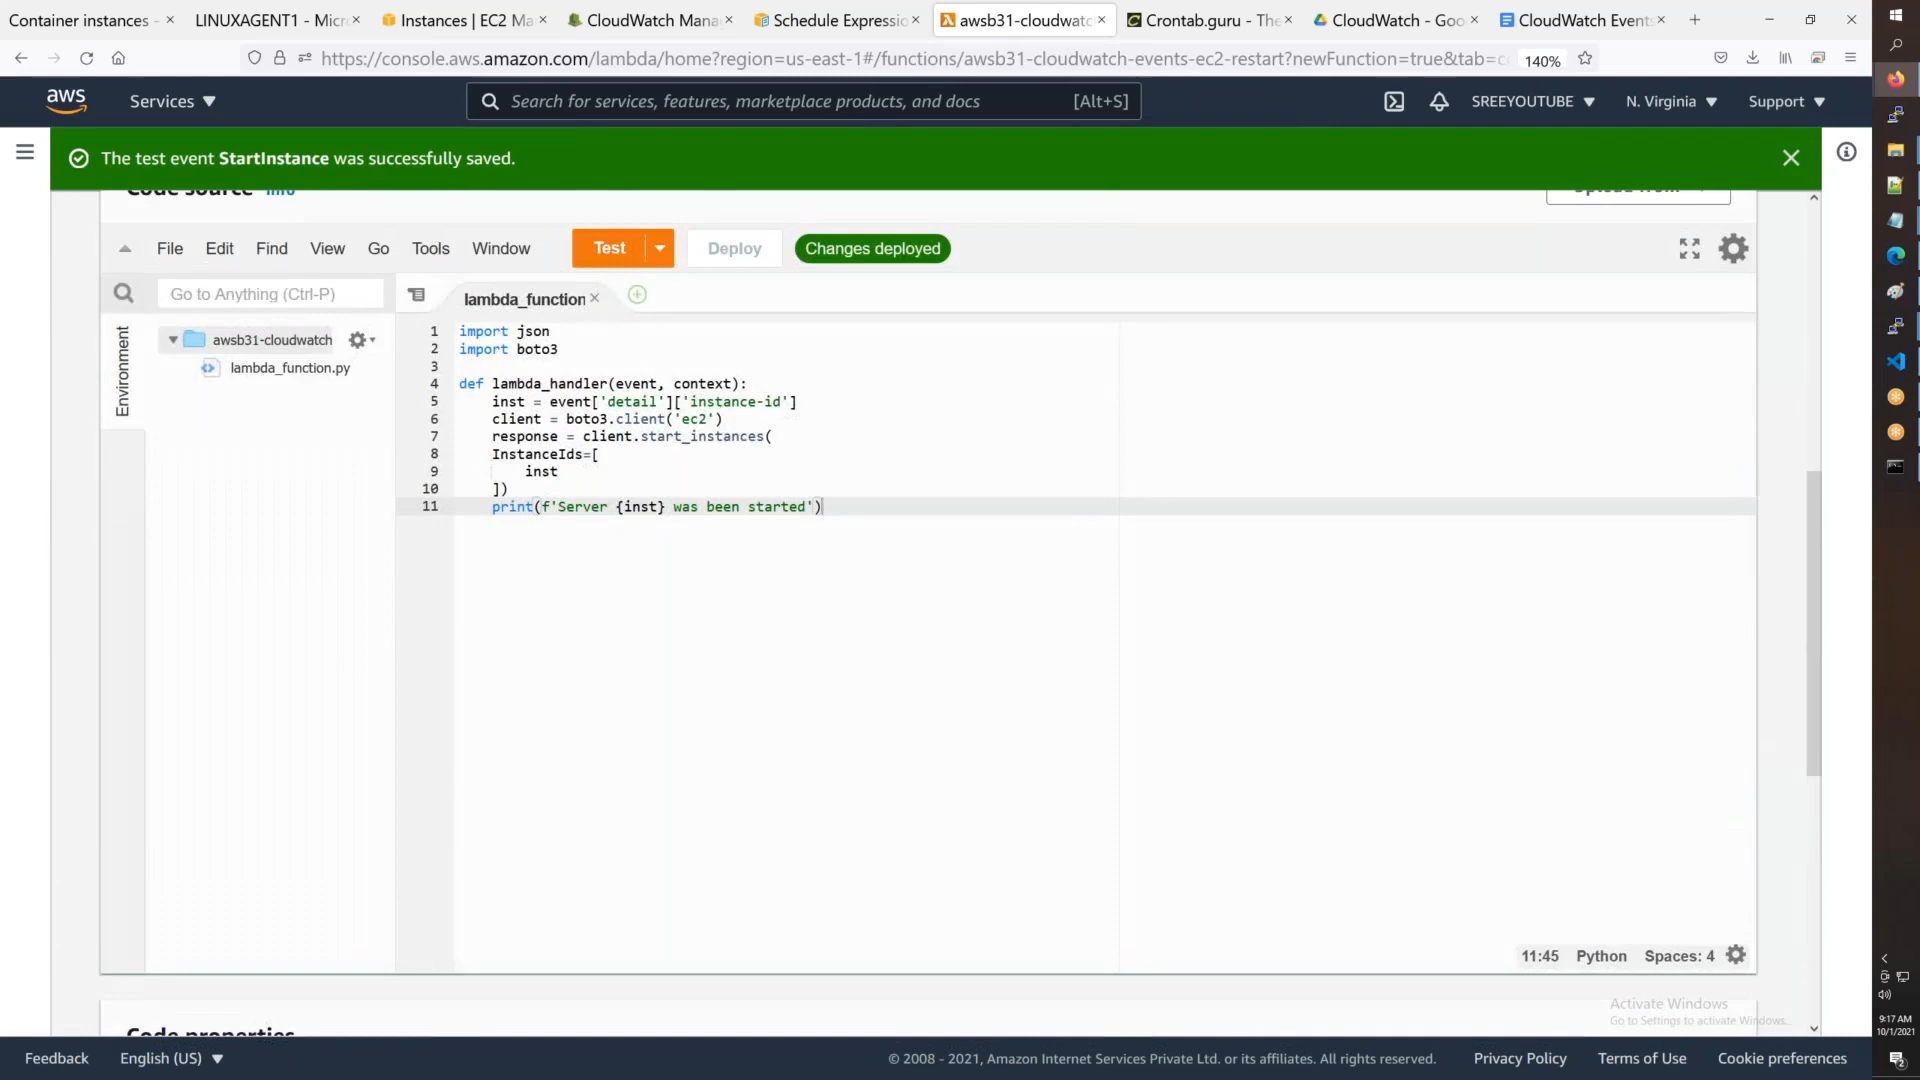 Container instances -
LINUXAGENT1 - Micr
Instances | EC2 Ma
CloudWatch Mana
Schedule Expressio
awsb31-cloudwatc
Crontab.guru - The
CloudWatch - Goo
CloudWatch Event
https://console.aws.amazon.com/lambda/home?region=us-east-1#/functions/awsb31-cloudwatch-events-ec2-restart?newFunction=true&tab=c
140%
aws
Services
Search for services, features, marketplace products, and docs
[Alt+S]
SREEYOUTUBE
N. Virginia
Support
The test event StartInstance was successfully saved.
Code source Info
File Edit Find View Go Tools Window
Test
Deploy
Changes deployed
Go to Anything (Ctrl-P)
lambda_function
Environment
awsb31-cloudwatch
lambda_function.py
1 import json
2 import boto3
3
4 def lambda_handler(event, context):
5 inst = event['detail']['instance-id']
6 client = boto3.client('ec2')
7 response = client.start_instances(
8 InstanceIds=[
9 inst
10 ])
11 print(f'Server {inst} was been started')
11:45 Python Spaces: 4
Activate Windows
Go to Settings to activate Windows.
Code properties
Feedback
English (US)
© 2008 - 2021, Amazon Internet Services Private Ltd. or its affiliates. All rights reserved.
Privacy Policy
Terms of Use
Cookie preferences
9:17 AM
10/1/2021
2